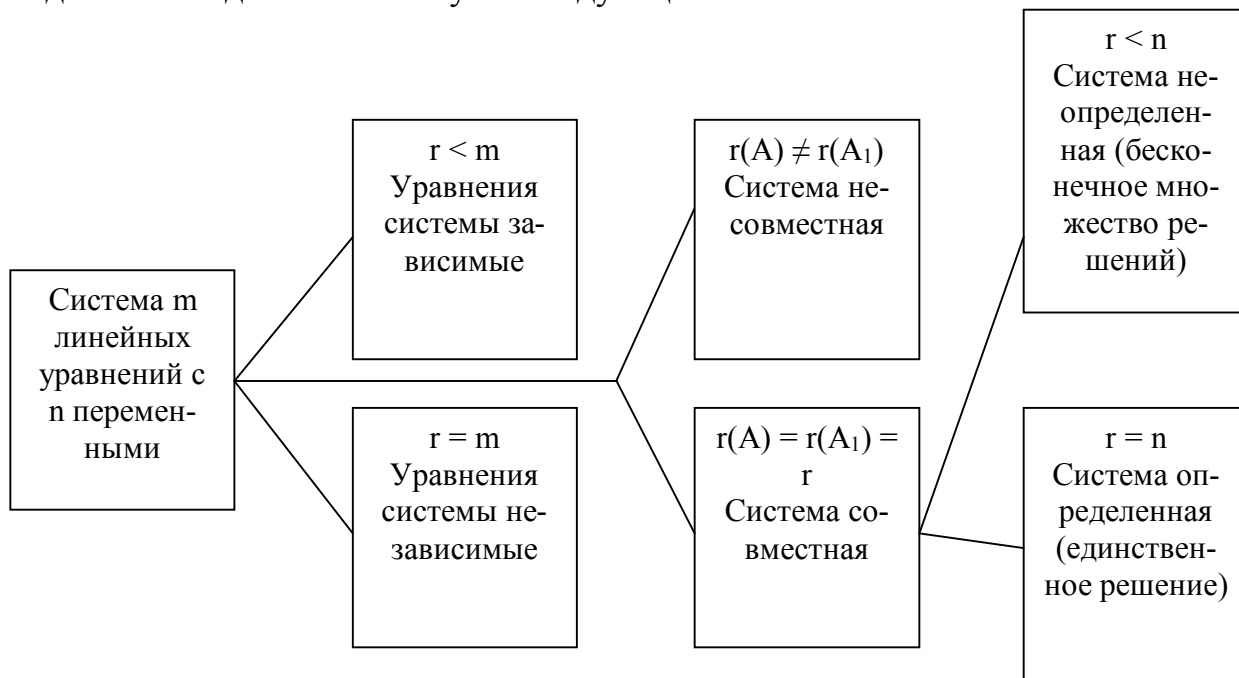 Система m
линейных
уравнений с
n перемен-
ными
r < m
Уравнения
системы за-
висимые
r = m
Уравнения
системы не-
зависимые
r(A) ≠ r(A₁)
Система не-
совместная
r(A) = r(A₁) =
r
Система со-
вместная
r < n
Система не-
определен-
ная (беско-
нечное мно-
жество ре-
шений)
r = n
Система оп-
ределенная
(единствен-
ное решение)